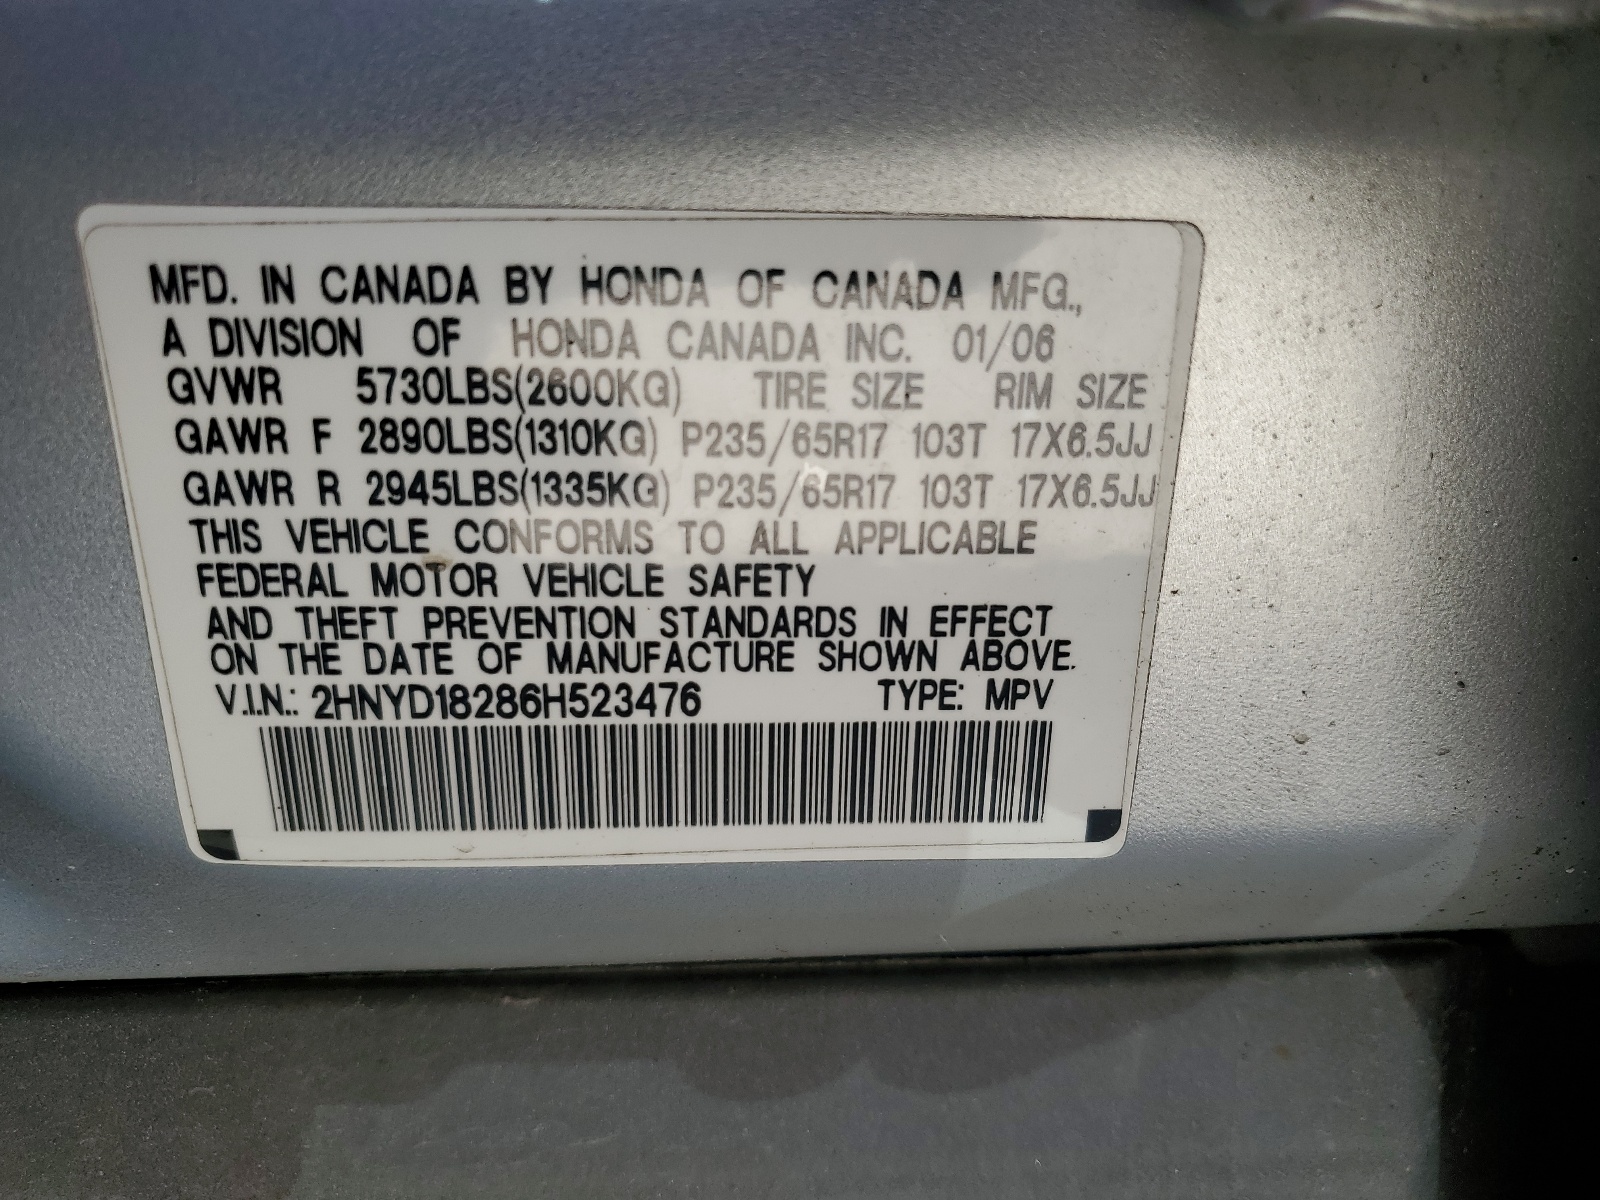 MFD. IN CANADA BY HONDA OF CANADA MFG.,
A DIVISION OF HONDA CANADA INC. 01/06
GVWR 5730LBS(2600KG) TIRE SIZE RIM SIZE
GAWR F 2890LBS(1310KG) P235/65R17 103T 17X6.5JJ
GAWR R 2945LBS(1335KG) P235/65R17 103T 17X6.5JJ
THIS VEHICLE CONFORMS TO ALL APPLICABLE
FEDERAL MOTOR VEHICLE SAFETY
AND THEFT PREVENTION STANDARDS IN EFFECT
ON THE DATE OF MANUFACTURE SHOWN ABOVE.
V.I.N.: 2HNYD18286H523476 TYPE: MPV